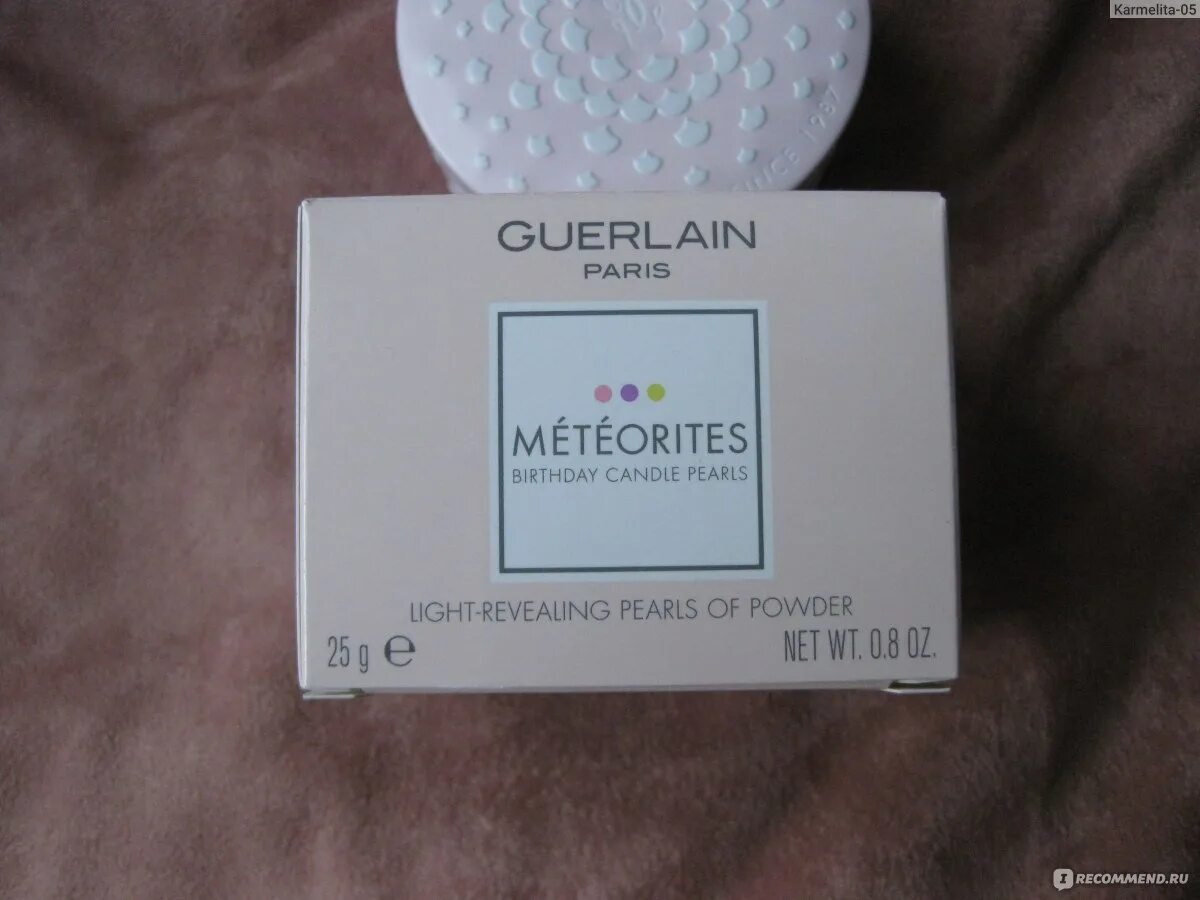 Karmelita-05
SINCE 1987
GUERLAIN
PARIS
MÉTÉORITES
BIRTHDAY CANDLE PEARLS
LIGHT-REVEALING PEARLS OF POWDER
25 g ℮
NET WT. 0.8 OZ.
IRECOMMEND.RU